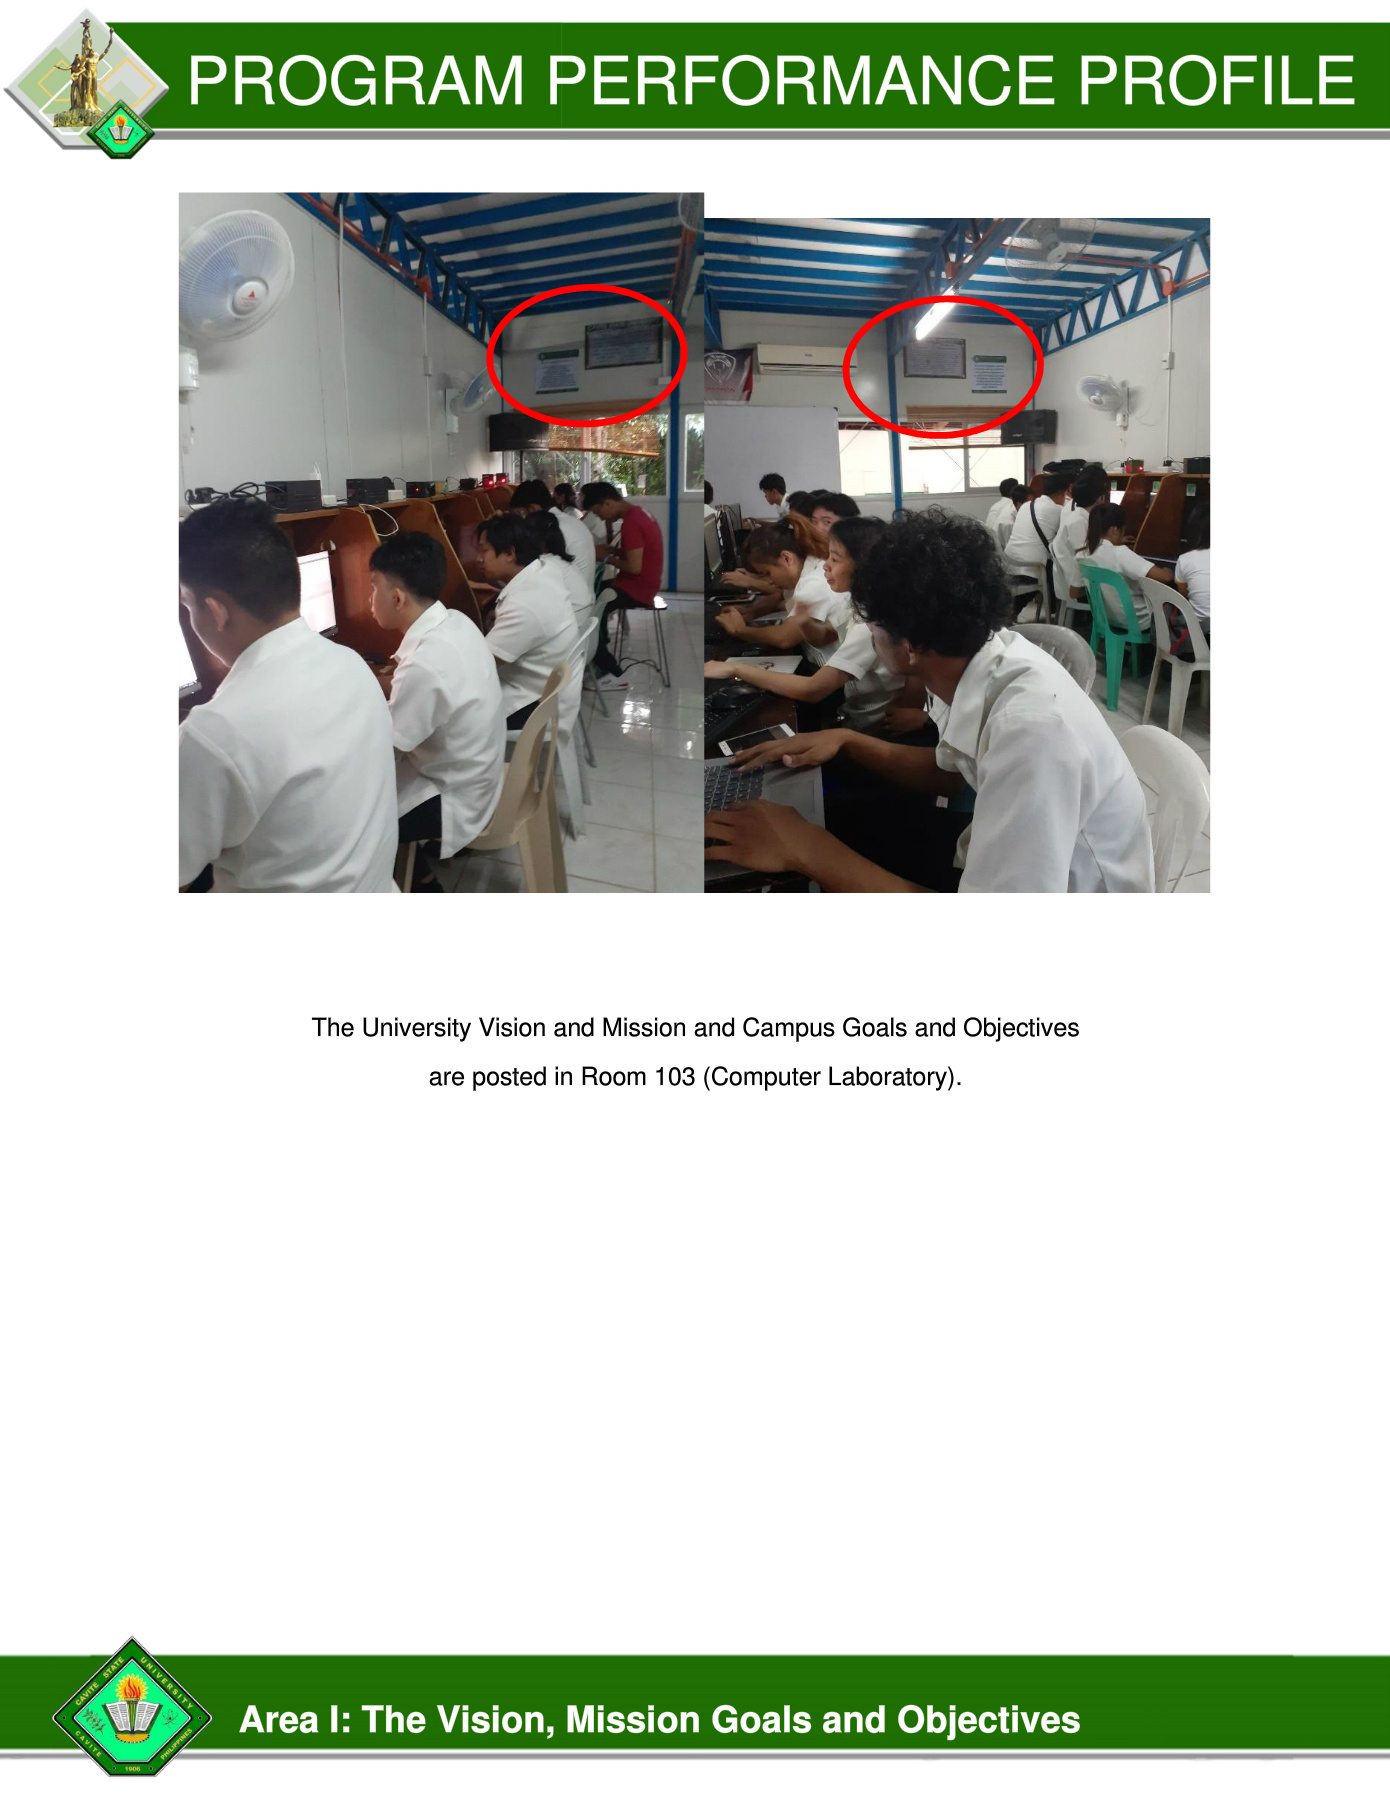 PROGRAM PERFORMANCE PROFILE
The University Vision and Mission and Campus Goals and Objectives
are posted in Room 103 (Computer Laboratory).
CAVITE STATE UNIVERSITY
CAVITE PHILIPPINES
1906
Area I: The Vision, Mission Goals and Objectives